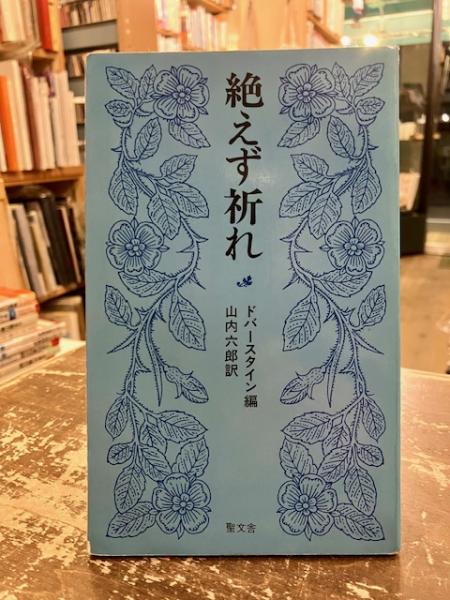 絶えず祈れ
ドバースタイン編
山内六郎訳
聖文舎